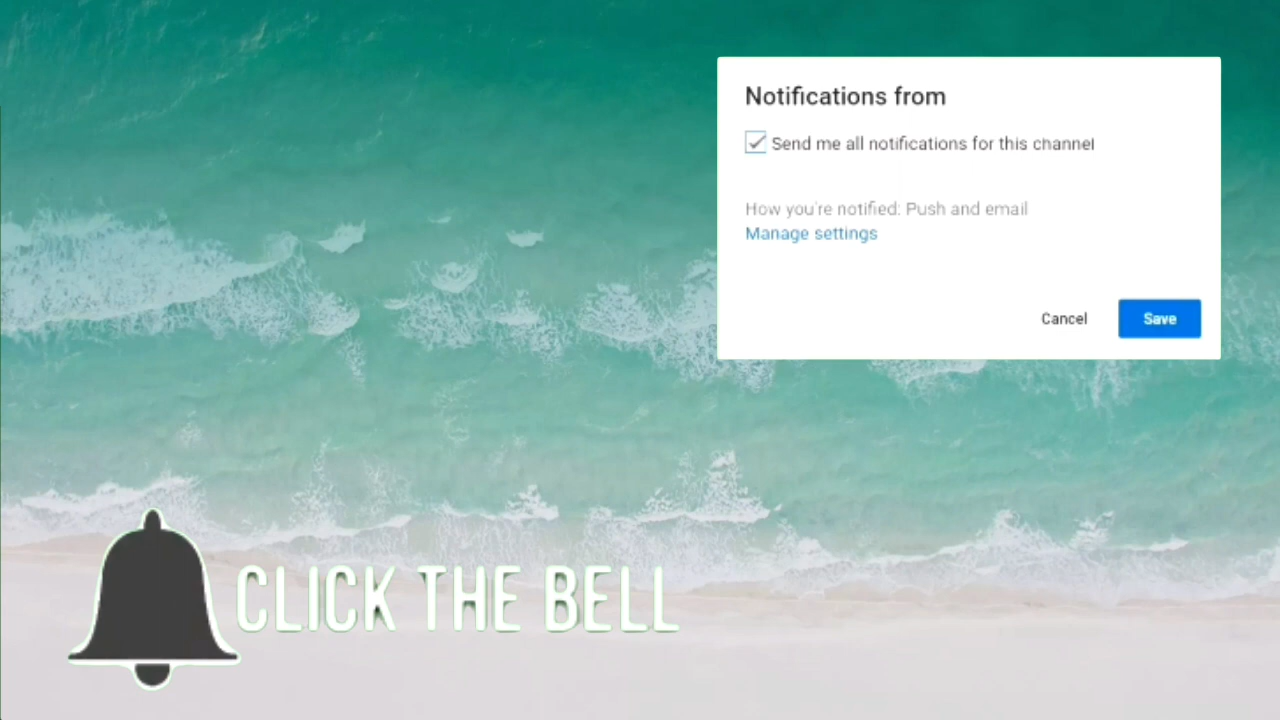 Notifications from
Send me all notifications for this channel
How you're notified: Push and email
Manage settings
Cancel
Save
CLICK THE BELL